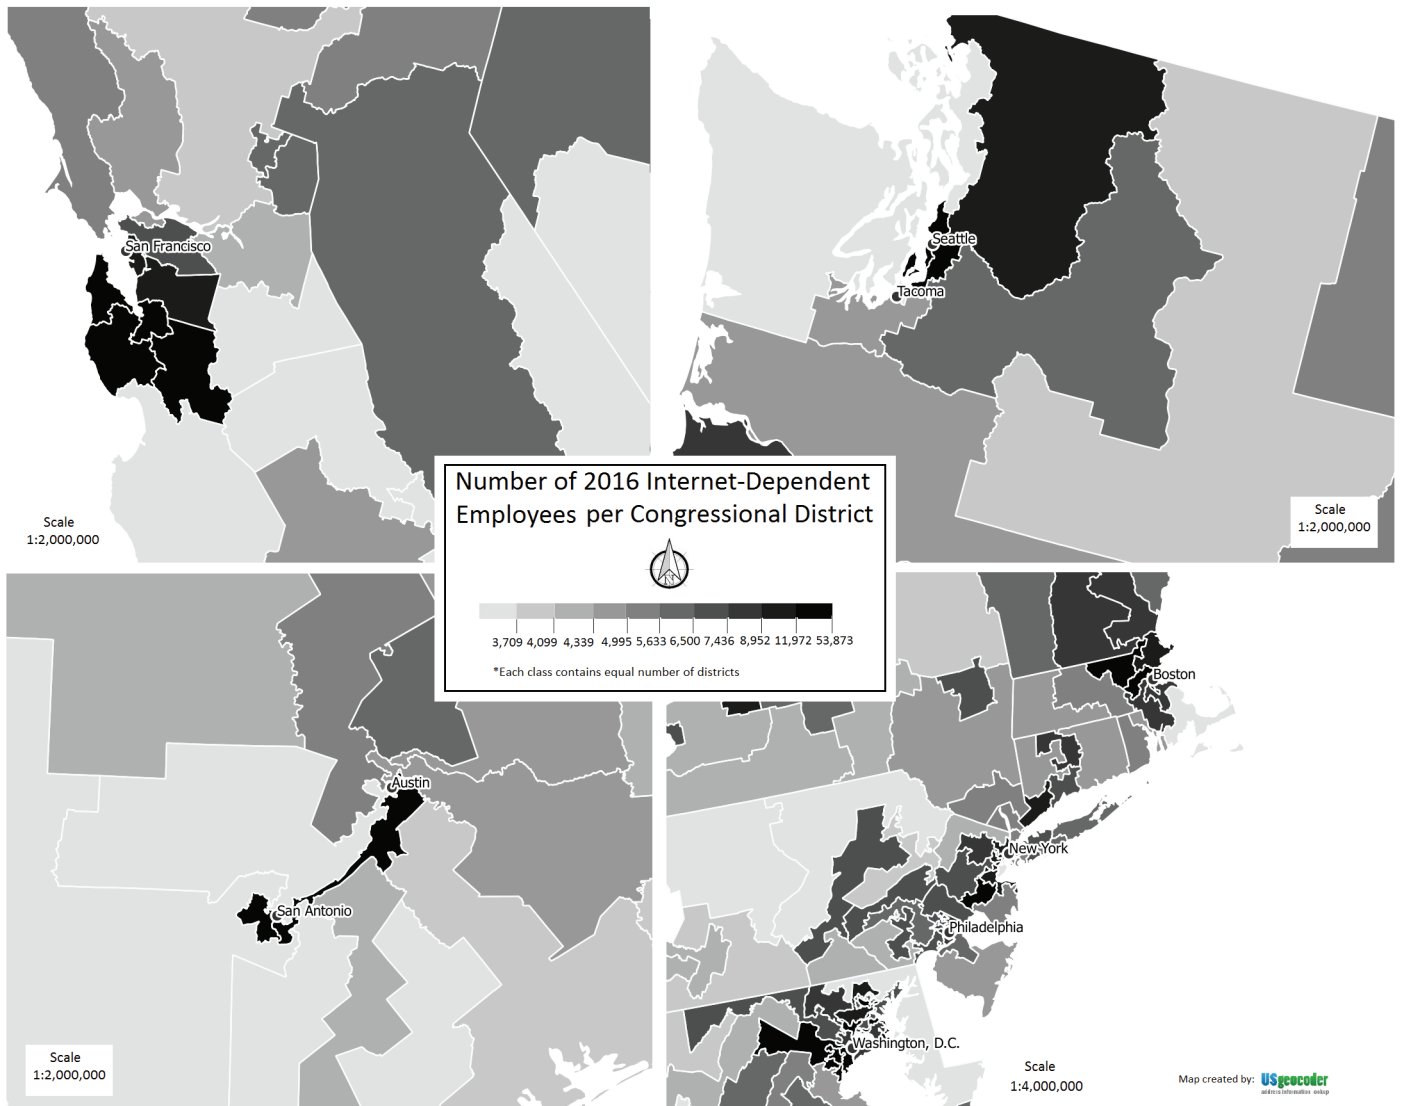 San Francisco
Seattle
Tacoma
Scale
1:2,000,000
Scale
1:2,000,000
Number of 2016 Internet-Dependent
Employees per Congressional District
N
3,709 4,099 4,339 4,995 5,633 6,500 7,436 8,952 11,972 53,873
*Each class contains equal number of districts
Austin
San Antonio
Scale
1:2,000,000
Boston
New York
Philadelphia
Washington, D.C.
Scale
1:4,000,000
Map created by: USgeocoder
address information lookup